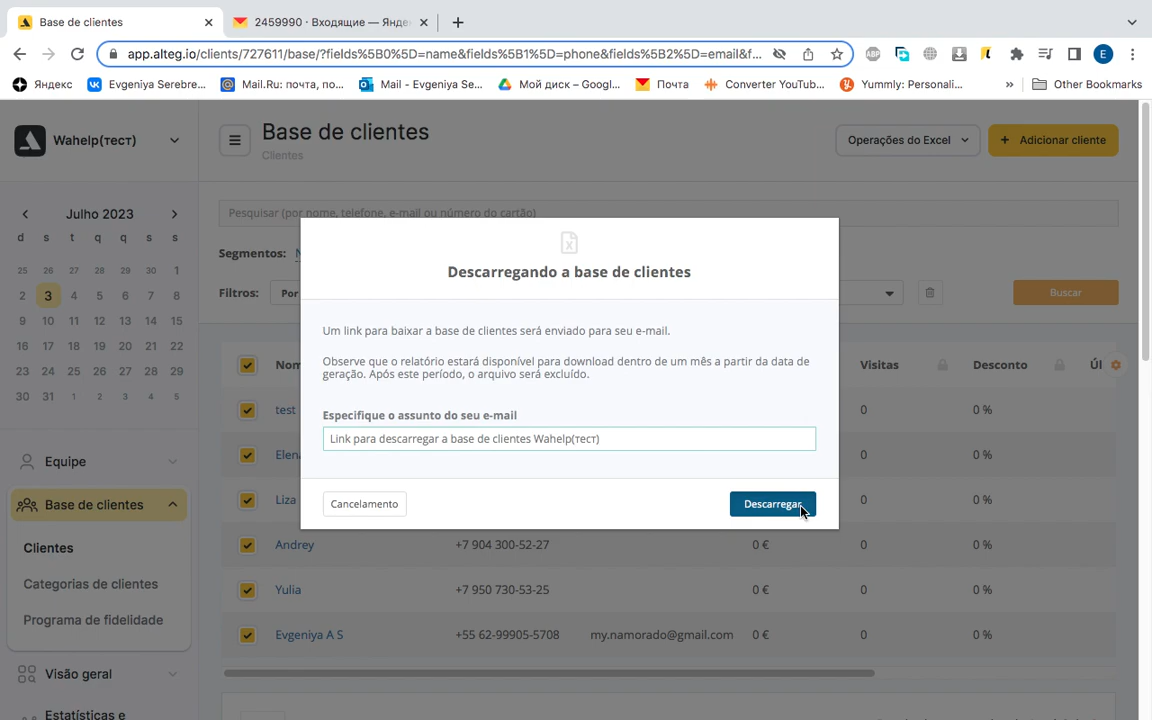 Base de clientes
2459990 · Входящие — Янде
app.alteg.io/clients/727611/base/?fields%5B0%5D=name&fields%5B1%5D=phone&fields%5B2%5D=email&f...
ABP
E
Яндекс
Evgeniya Serebre...
Mail.Ru: почта, по...
Mail - Evgeniya Se...
Мой диск – Googl...
Почта
Converter YouTub...
Yummly: Personali...
»
Other Bookmarks
Wahelp(тест)
Base de clientes
Clientes
Operações do Excel
+ Adicionar cliente
Julho 2023
d s t q q s s
25 26 27 28 29 30 1
2 3 4 5 6 7 8
9 10 11 12 13 14 15
16 17 18 19 20 21 22
23 24 25 26 27 28 29
30 31 1 2 3 4 5
Equipe
Base de clientes
Clientes
Categorias de clientes
Programa de fidelidade
Visão geral
Estatísticas e
Pesquisar (por nome, telefone, e-mail ou número do cartão)
Segmentos:
Filtros:
Por
Buscar
Descarregando a base de clientes
Um link para baixar a base de clientes será enviado para seu e-mail.
Observe que o relatório estará disponível para download dentro de um mês a partir da data de
geração. Após este período, o arquivo será excluído.
Especifique o assunto do seu e-mail
Link para descarregar a base de clientes Wahelp(тест)
Cancelamento
Descarregar
Nom
Visitas
Desconto
Úl
test
0
0 %
Elena
0
0 %
Liza
0
0 %
Andrey
+7 904 300-52-27
0 €
0
0 %
Yulia
+7 950 730-53-25
0 €
0
0 %
Evgeniya A S
+55 62-99905-5708
my.namorado@gmail.com
0 €
0
0 %